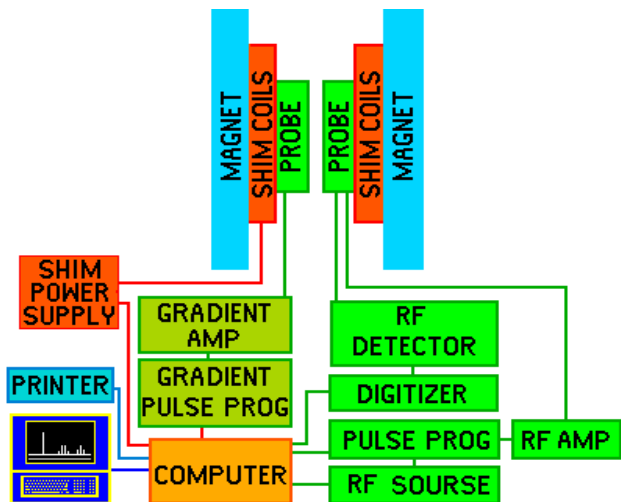 MAGNET
SHIM COILS
PROBE
PROBE
SHIM COILS
MAGNET
SHIM
POWER
SUPPLY
GRADIENT
AMP
RF
DETECTOR
PRINTER
GRADIENT
PULSE PROG
DIGITIZER
COMPUTER
PULSE PROG
RF AMP
RF SOURSE